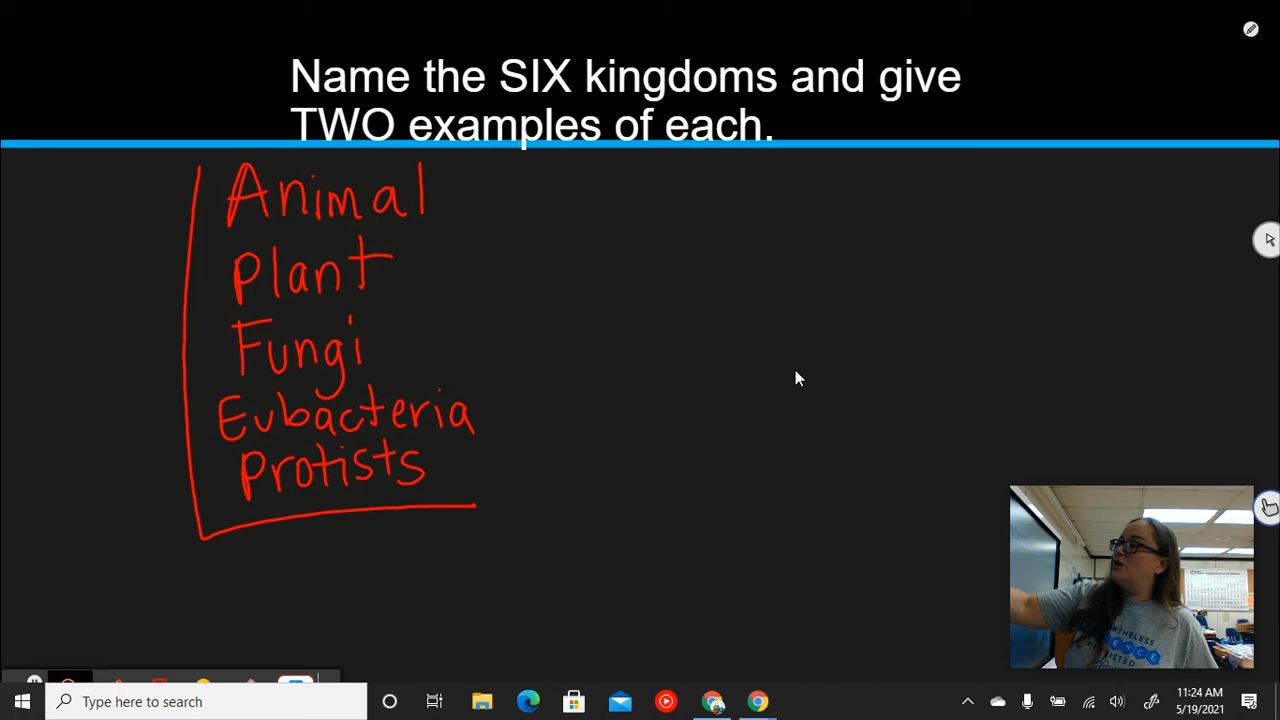 Name the SIX kingdoms and give
TWO examples of each.
Animal
Plant
Fungi
Eubacteria
Protists
Type here to search
11:24 AM
5/19/2021